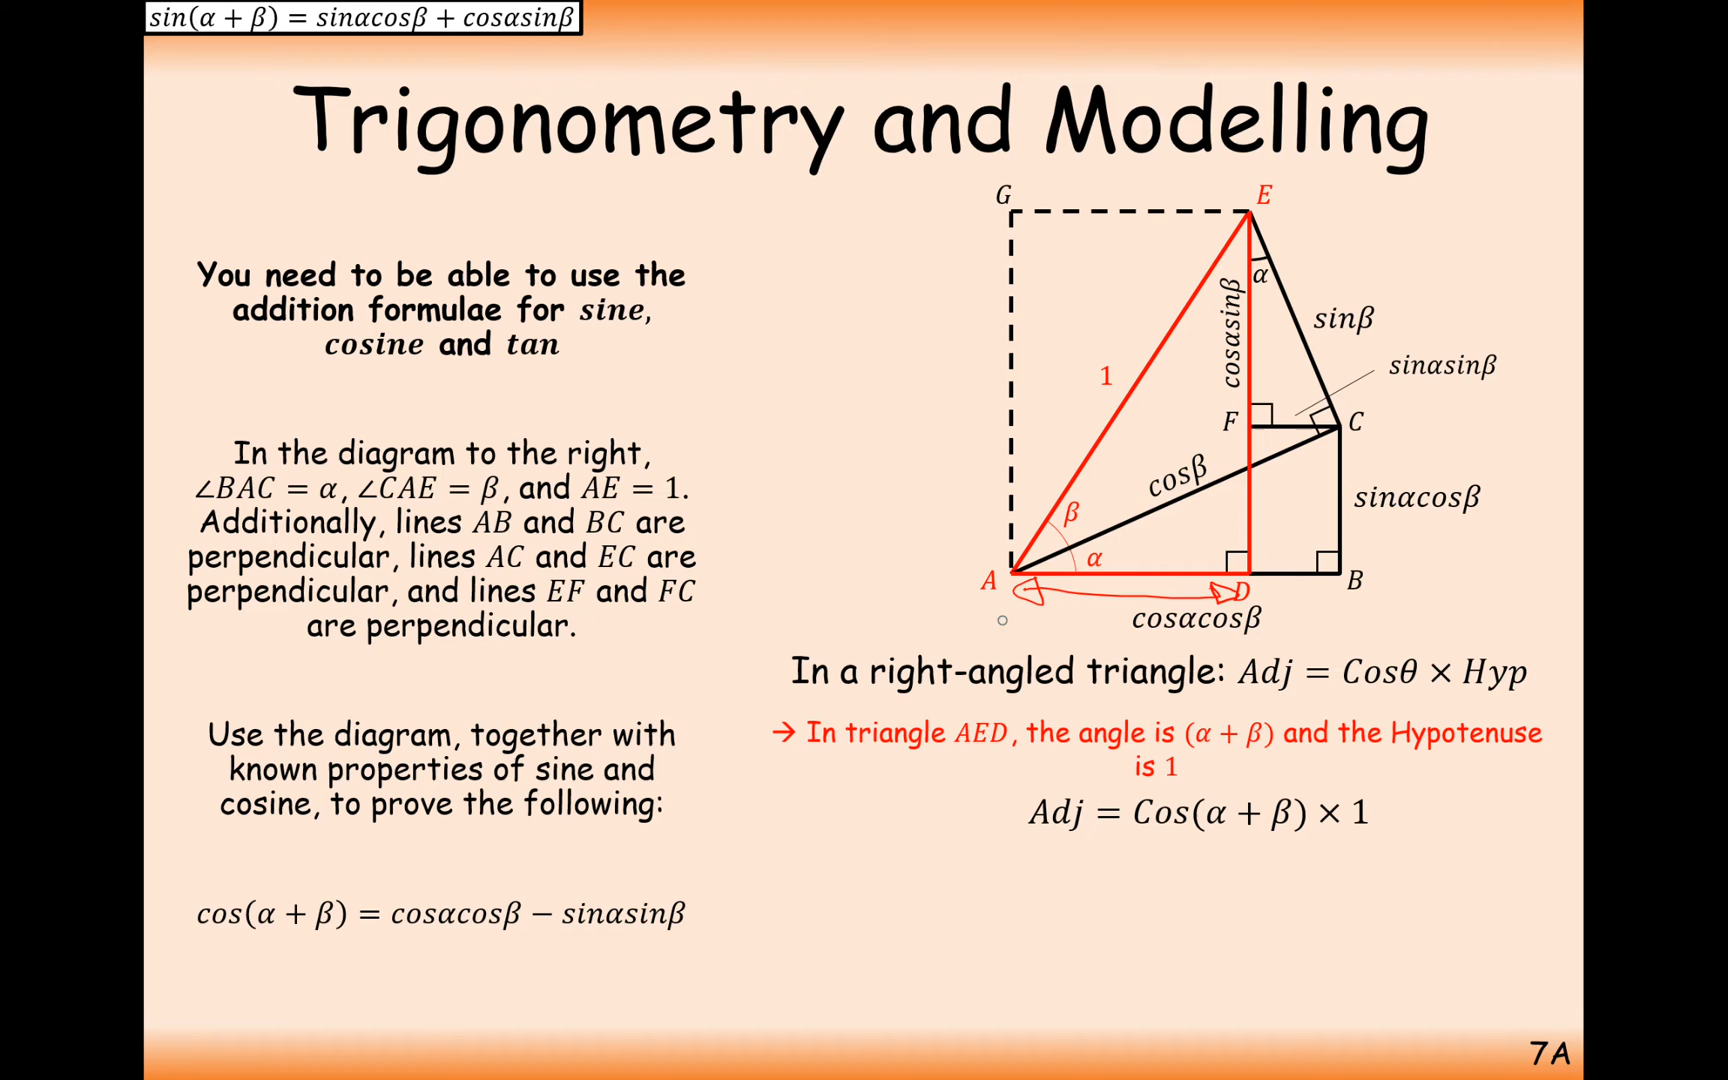 sin(α + β) = sinαcosβ + cosαsinβ
Trigonometry and Modelling
You need to be able to use the
addition formulae for sine,
cosine and tan
In the diagram to the right,
∠BAC = α, ∠CAE = β, and AE = 1.
Additionally, lines AB and BC are
perpendicular, lines AC and EC are
perpendicular, and lines EF and FC
are perpendicular.
Use the diagram, together with
known properties of sine and
cosine, to prove the following:
cos(α + β) = cosαcosβ − sinαsinβ
G
E
α
cosαsinβ
sinβ
sinαsinβ
1
F
C
cosβ
sinαcosβ
β
α
A
D
B
cosαcosβ
In a right-angled triangle: Adj = Cosθ × Hyp
→ In triangle AED, the angle is (α + β) and the Hypotenuse
is 1
Adj = Cos(α + β) × 1
7A